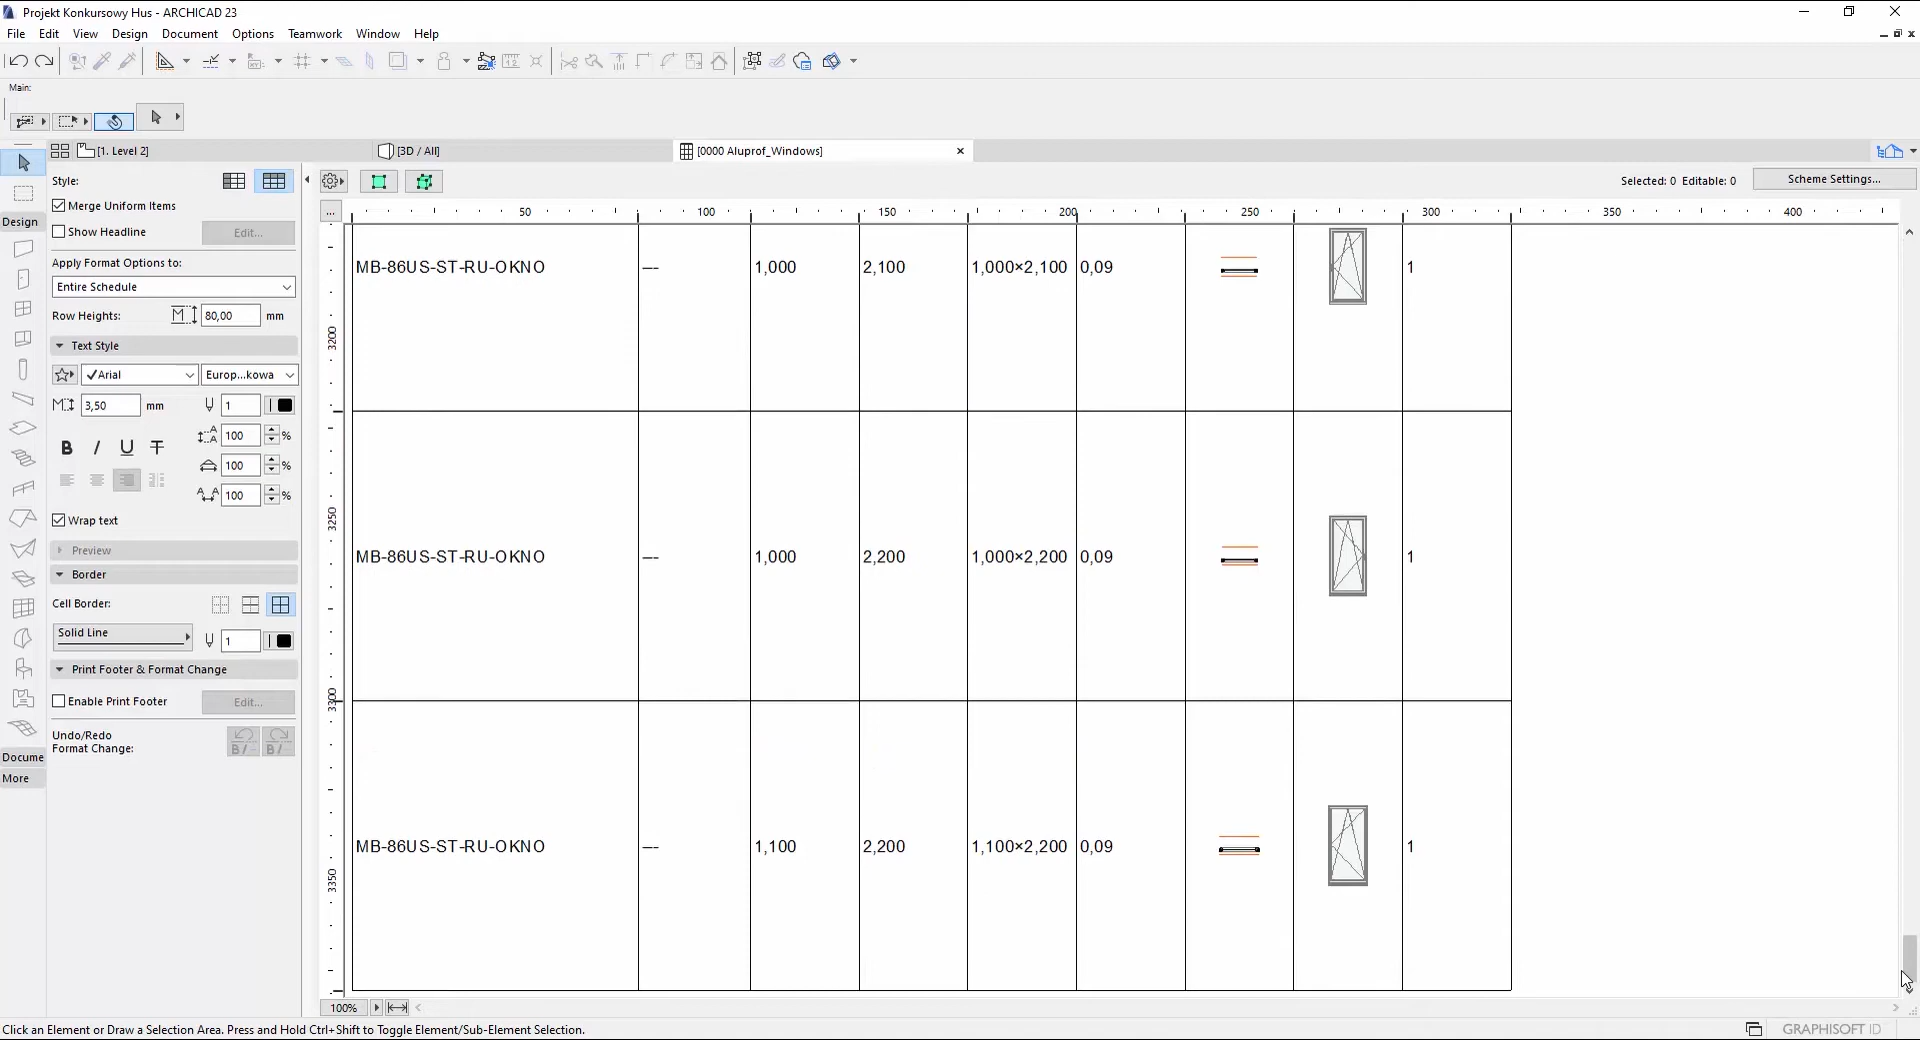 Projekt Konkursowy Hus - ARCHICAD 23
File Edit View Design Document Options Teamwork Window Help
Main:
[1. Level 2]
[3D / All]
[0000 Aluprof_Windows]
Style:
Selected: 0 Editable: 0
Scheme Settings...
Merge Uniform Items
Show Headline
Edit...
Apply Format Options to:
Entire Schedule
Row Heights:
80,00
mm
Text Style
Arial
Europ...kowa
3,50
mm
1
100
%
100
%
100
%
B / U T
Wrap text
Preview
Border
Cell Border:
Solid Line
1
Print Footer & Format Change
Enable Print Footer
Edit...
Undo/Redo
Format Change:
B / B /
Design
Docume
More
...
50 100 150 200 250 300 350 400
3200
3250
3300
3350
MB-86US-ST-RU-OKNO --- 1,000 2,100 1,000×2,100 0,09 1
MB-86US-ST-RU-OKNO --- 1,000 2,200 1,000×2,200 0,09 1
MB-86US-ST-RU-OKNO --- 1,100 2,200 1,100×2,200 0,09 1
100%
Click an Element or Draw a Selection Area. Press and Hold Ctrl+Shift to Toggle Element/Sub-Element Selection.
GRAPHISOFT ID